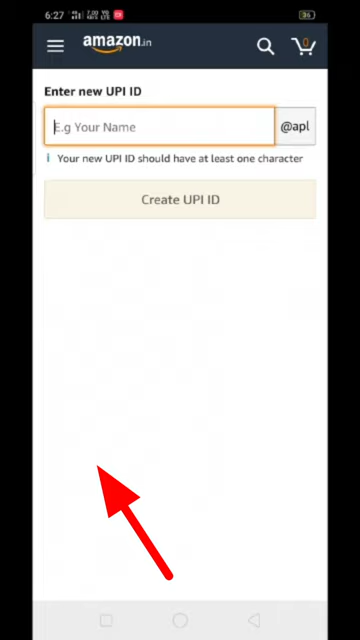 6:27
amazon.in
0
Enter new UPI ID
E.g Your Name
@apl
i Your new UPI ID should have at least one character
Create UPI ID